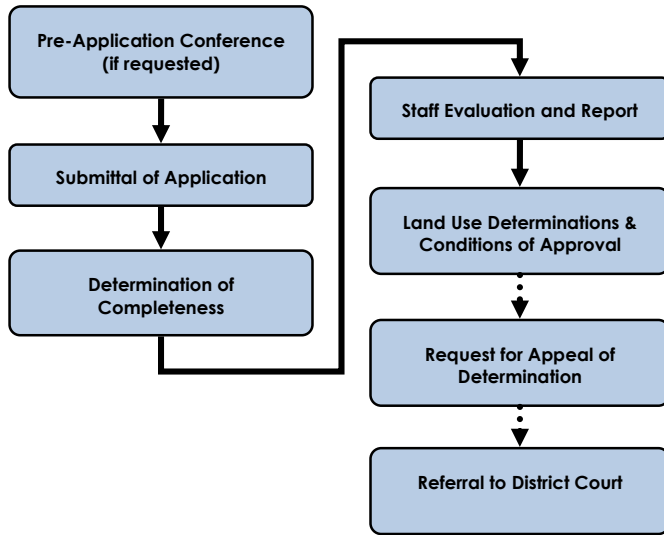 Pre-Application Conference
(if requested)
Submittal of Application
Determination of
Completeness
Staff Evaluation and Report
Land Use Determinations &
Conditions of Approval
Request for Appeal of
Determination
Referral to District Court